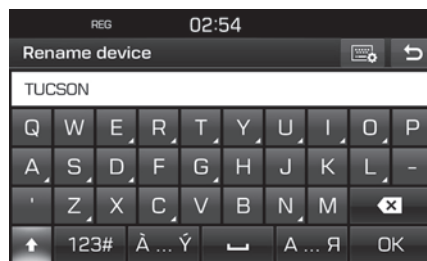 REG 02:54
Rename device
TUCSON
Q W E R T Y U I O P
A S D F G H J K L -
' Z X C V B N M
123# À ... Ý A ... Я OK